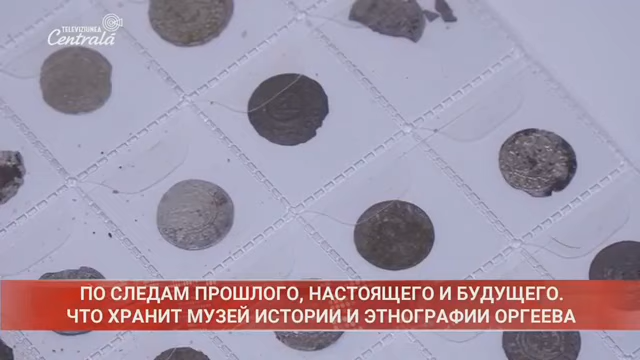 TELEVIZIUNEA
Centrală
ПО СЛЕДАМ ПРОШЛОГО, НАСТОЯЩЕГО И БУДУЩЕГО.
ЧТО ХРАНИТ МУЗЕЙ ИСТОРИИ И ЭТНОГРАФИИ ОРГЕЕВА